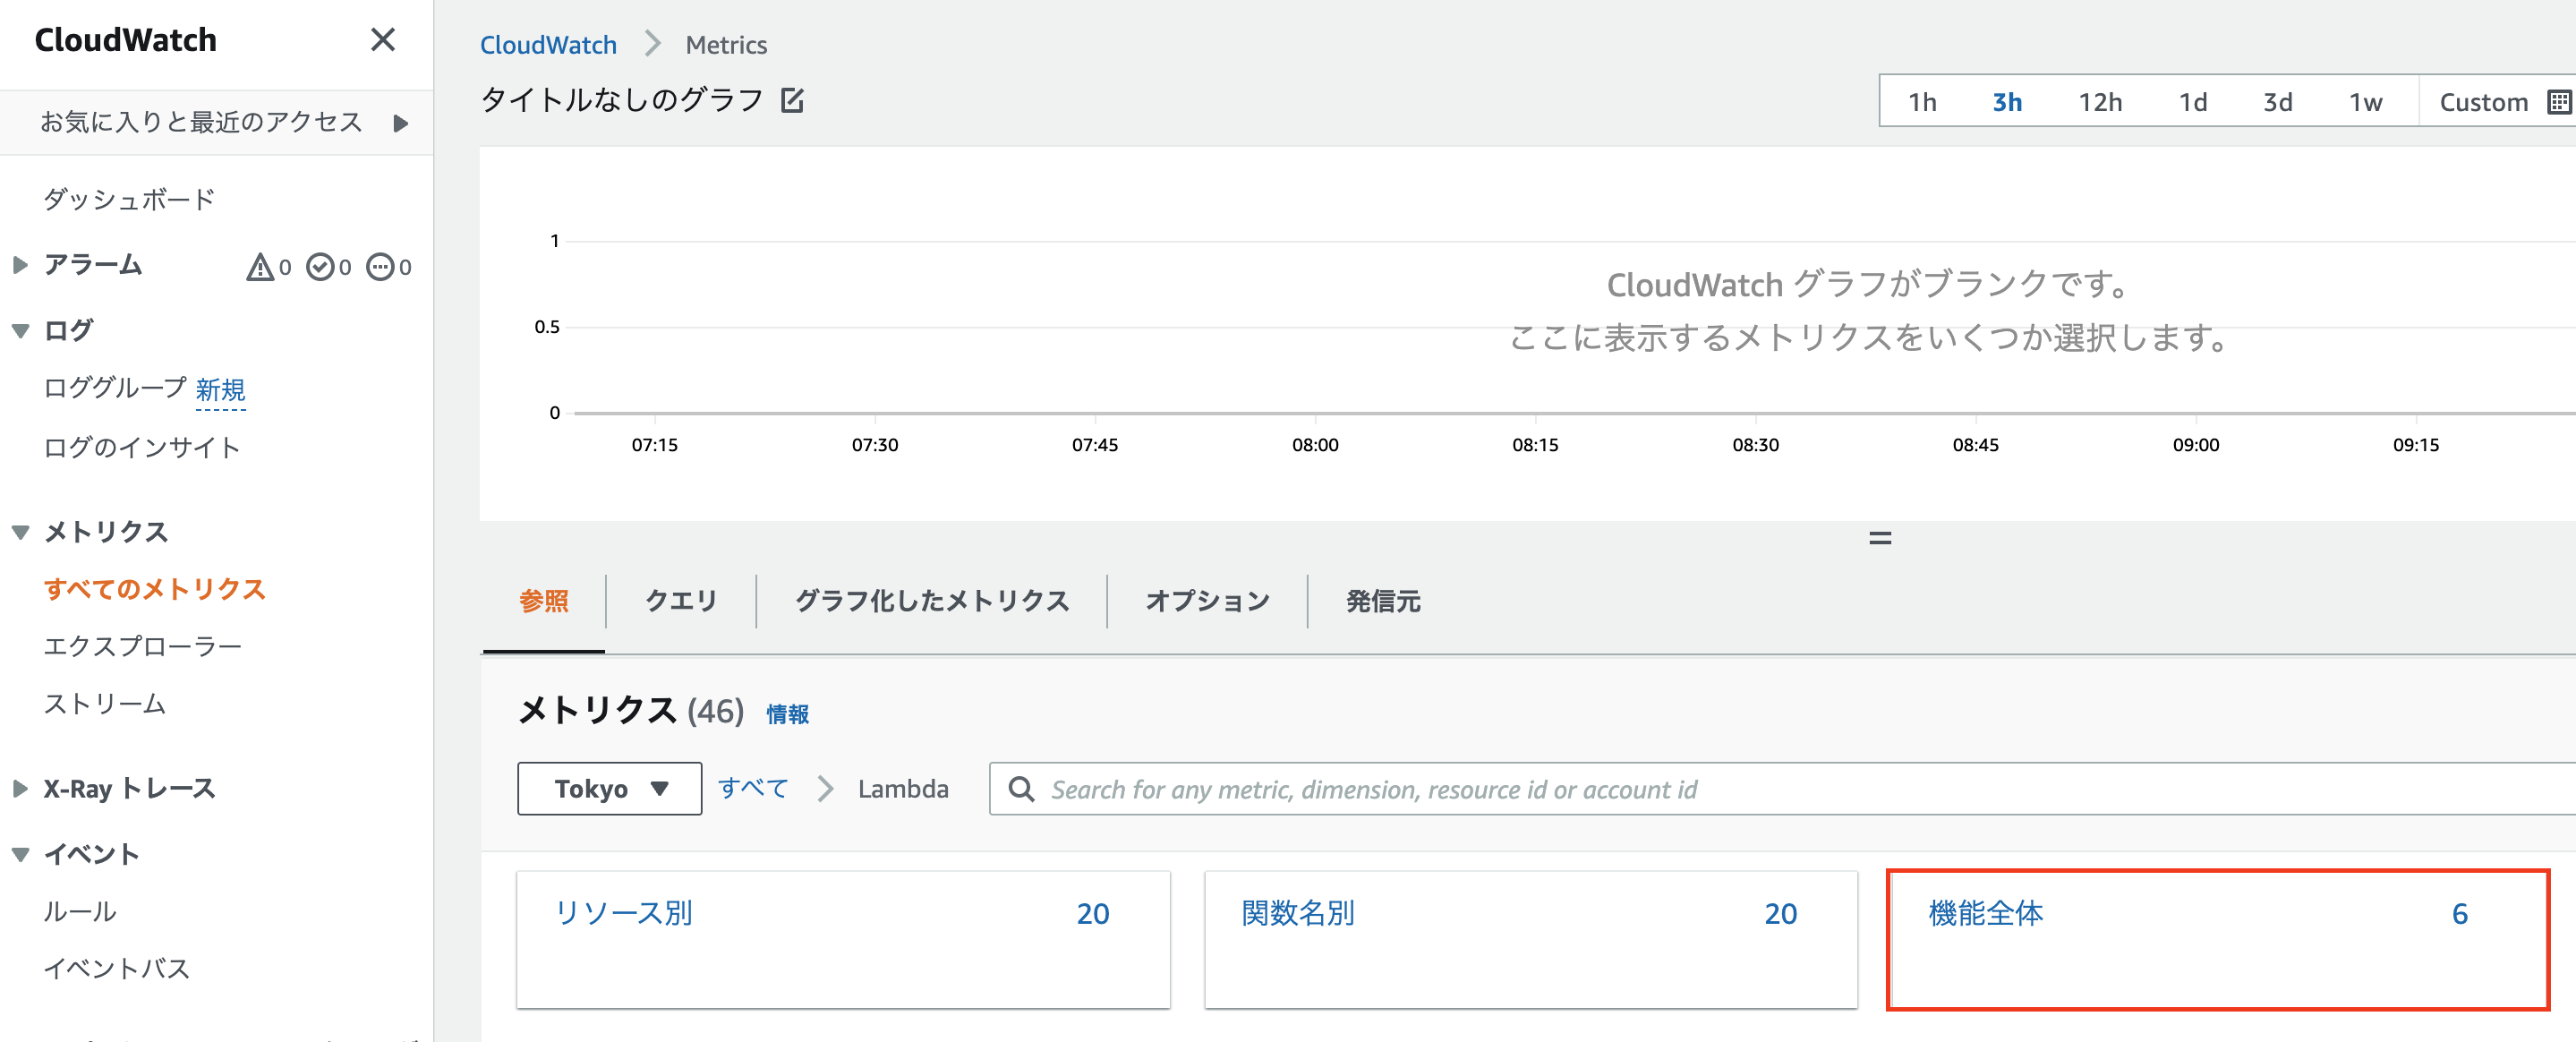 CloudWatch
お気に入りと最近のアクセス
ダッシュボード
アラーム 0 0 0
ログ
ロググループ 新規
ログのインサイト
メトリクス
すべてのメトリクス
エクスプローラー
ストリーム
X-Ray トレース
イベント
ルール
イベントバス
CloudWatch Metrics
タイトルなしのグラフ
1h 3h 12h 1d 3d 1w Custom
1
0.5
0
CloudWatch グラフがブランクです。
ここに表示するメトリクスをいくつか選択します。
07:15 07:30 07:45 08:00 08:15 08:30 08:45 09:00 09:15
参照 クエリ グラフ化したメトリクス オプション 発信元
メトリクス (46) 情報
Tokyo すべて Lambda Search for any metric, dimension, resource id or account id
リソース別 20 関数名別 20 機能全体 6